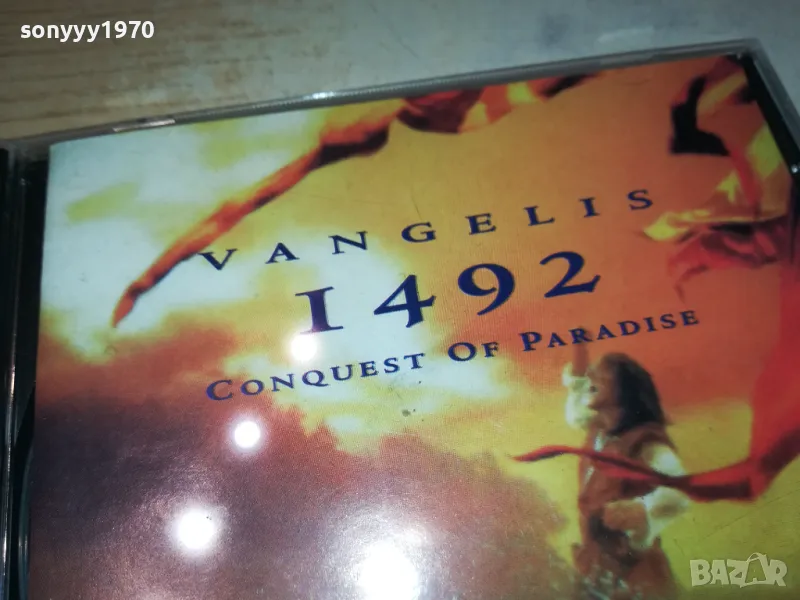 sonyyy1970
VANGELIS
1492
CONQUEST OF PARADISE
BAZAR